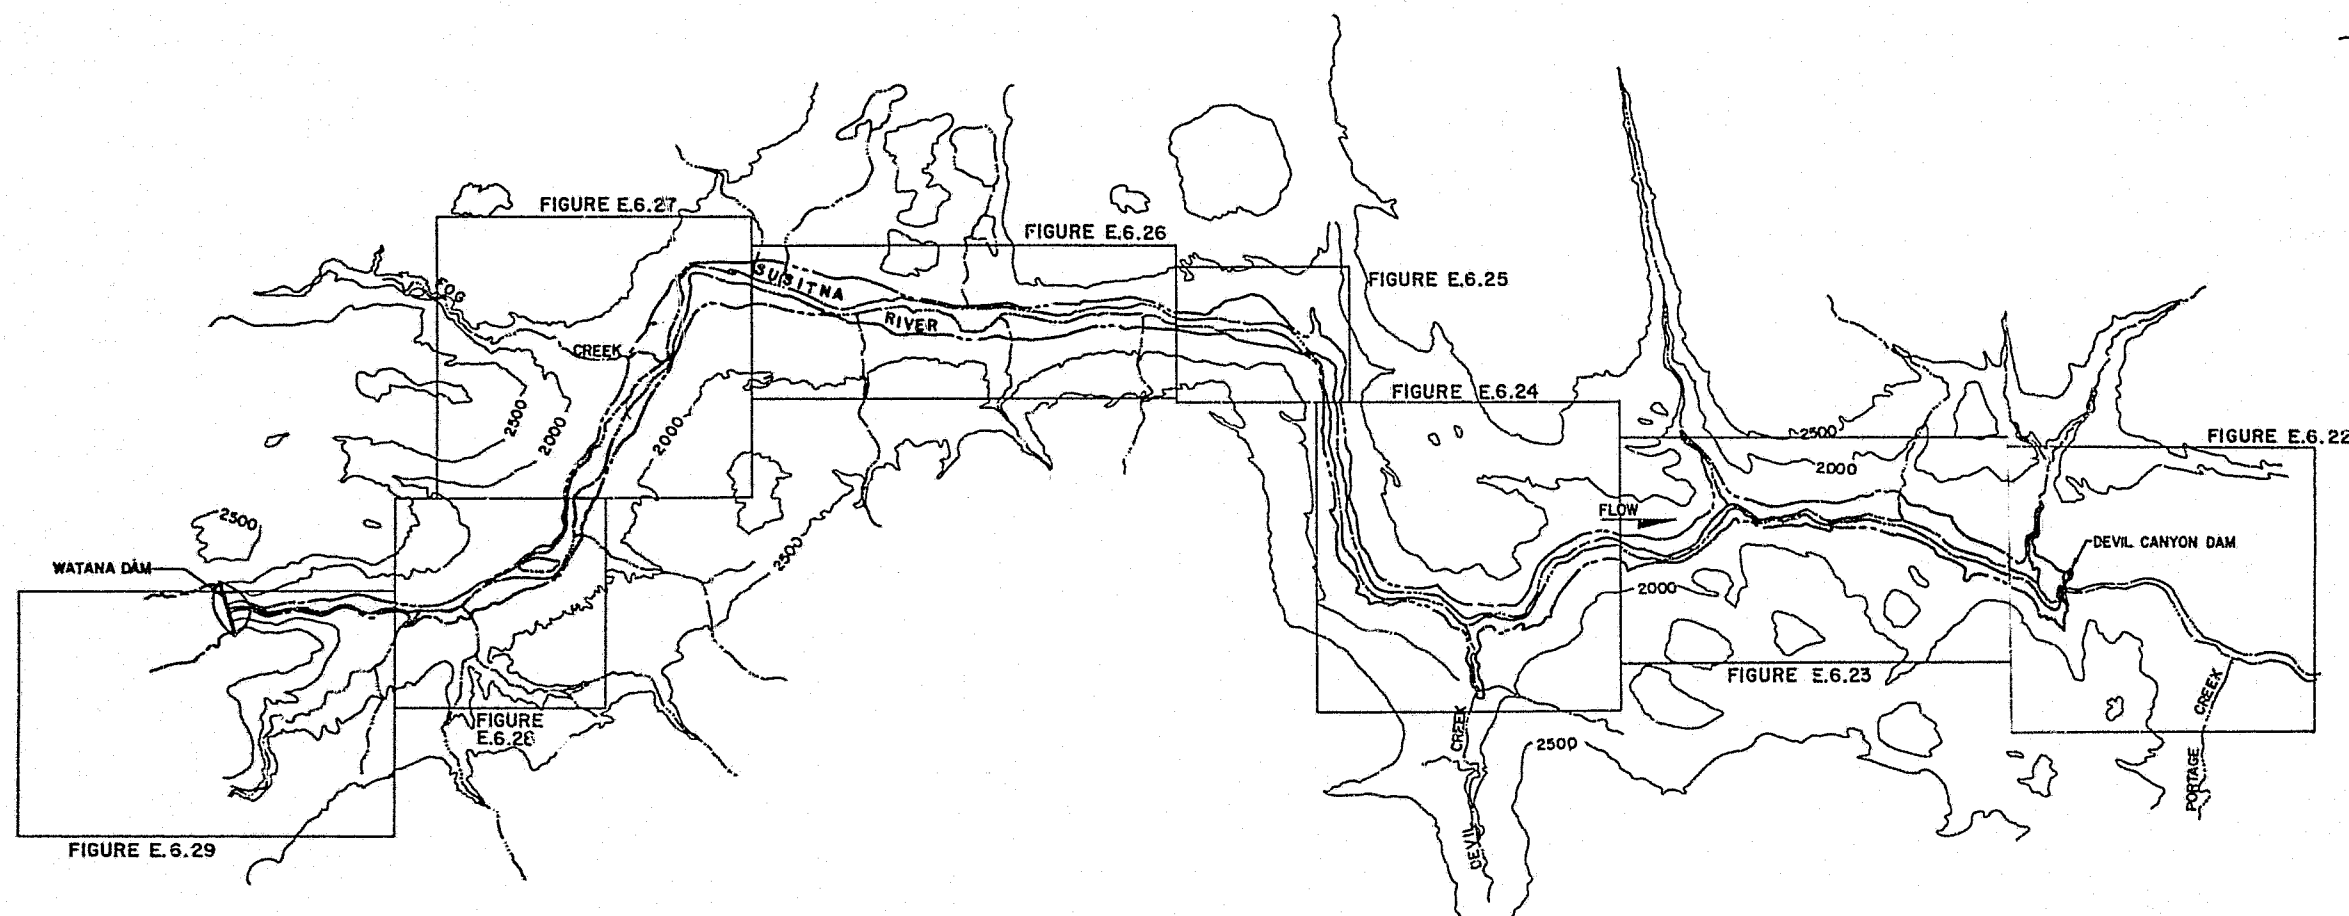 FIGURE E.6.27
FIGURE E.6.26
FIGURE E.6.25
FOG
CREEK
SUSITNA
RIVER
FIGURE E.6.24
2500
2000
2000
2500
2000
FIGURE E.6.22
2500
FLOW
DEVIL CANYON DAM
WATANA DAM
2500
2000
FIGURE E.6.23
FIGURE
E.6.28
CREEK
DEVIL
2500
CREEK
PORTAGE
FIGURE E.6.29